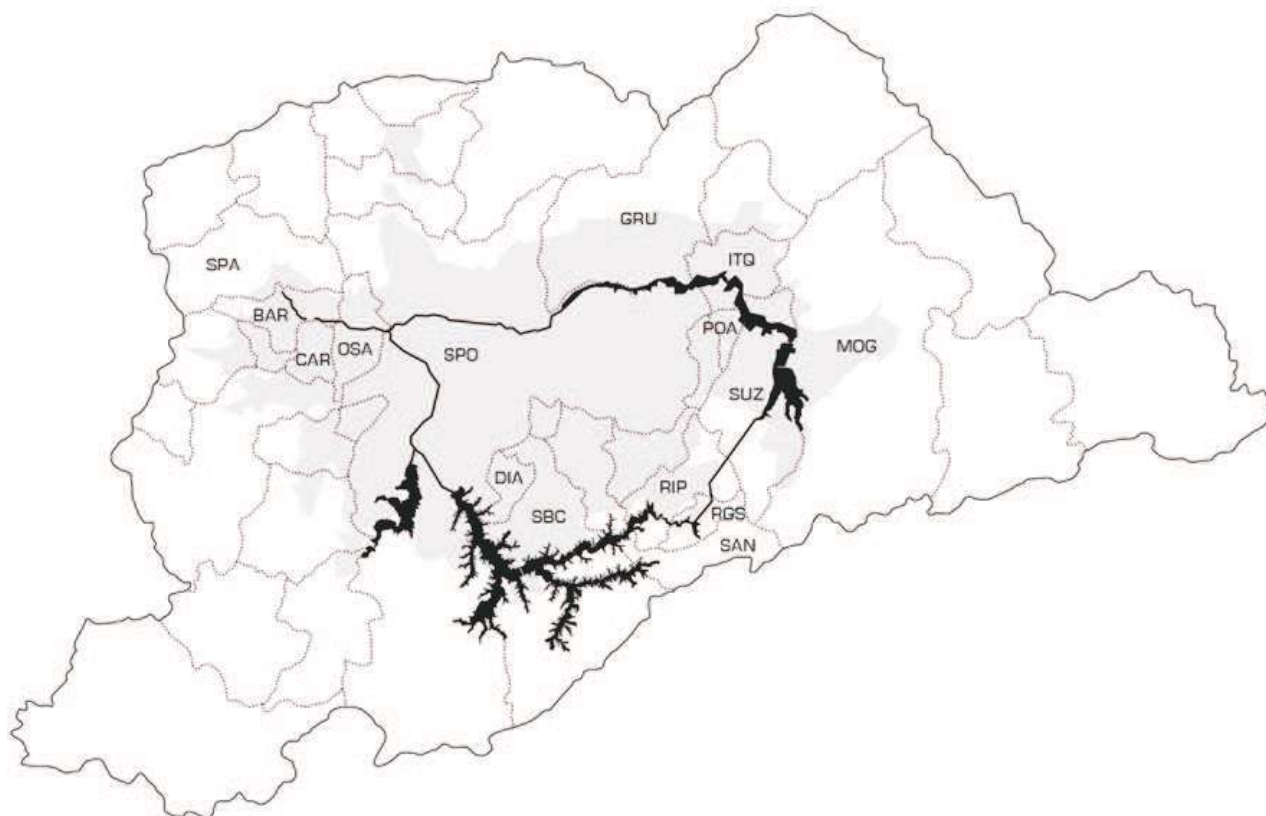 GRU
ITQ
SPA
BAR
CAR
OSA
SPO
POA
MOG
SUZ
DIA
RIP
SBC
RGS
SAN